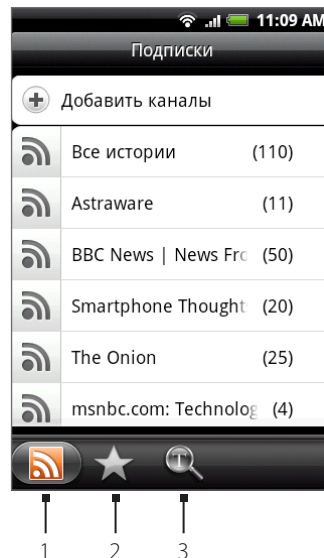 11:09 AM
Подписки
Добавить каналы
Все истории (110)
Astraware (11)
BBC News | News Fro (50)
Smartphone Thought (20)
The Onion (25)
msnbc.com: Technolog (4)
T
1 2 3